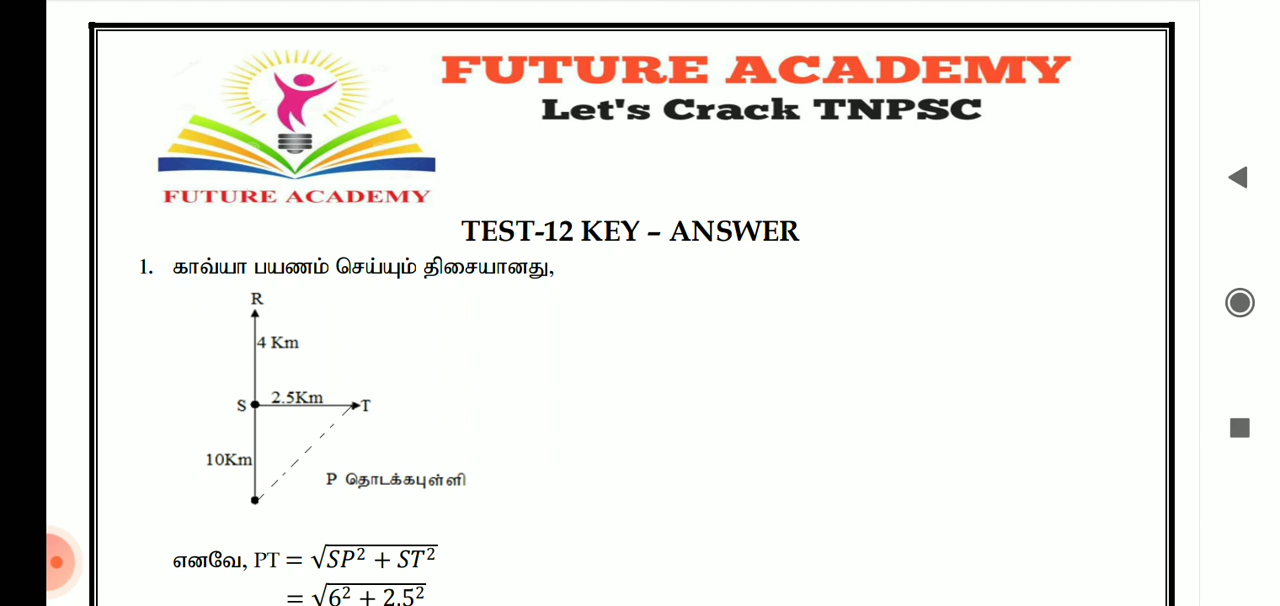 FUTURE ACADEMY
Let's Crack TNPSC
FUTURE ACADEMY
TEST-12 KEY – ANSWER
1. காவ்யா பயணம் செய்யும் திசையானது,
R
4 Km
S 2.5Km T
10Km
P தொடக்கபுள்ளி
எனவே, PT = √SP² + ST²
= √6² + 2.5²